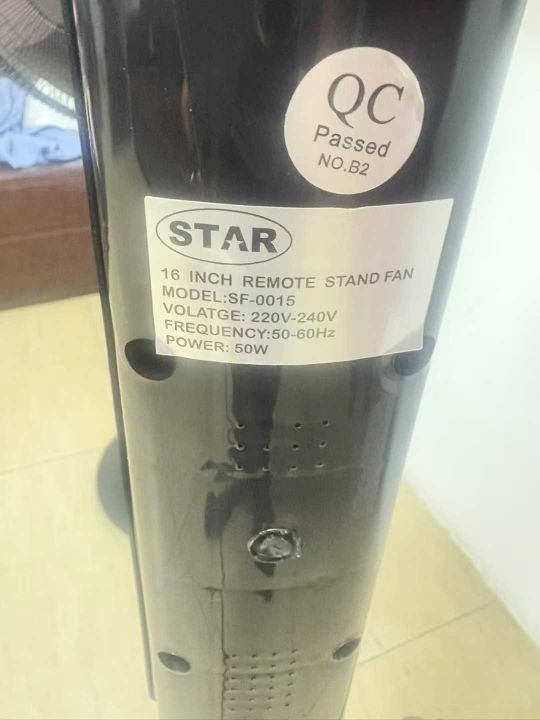 QC
Passed
NO.B2
STAR
16 INCH REMOTE STAND FAN
MODEL:SF-0015
VOLATGE: 220V-240V
FREQUENCY:50-60Hz
POWER: 50W